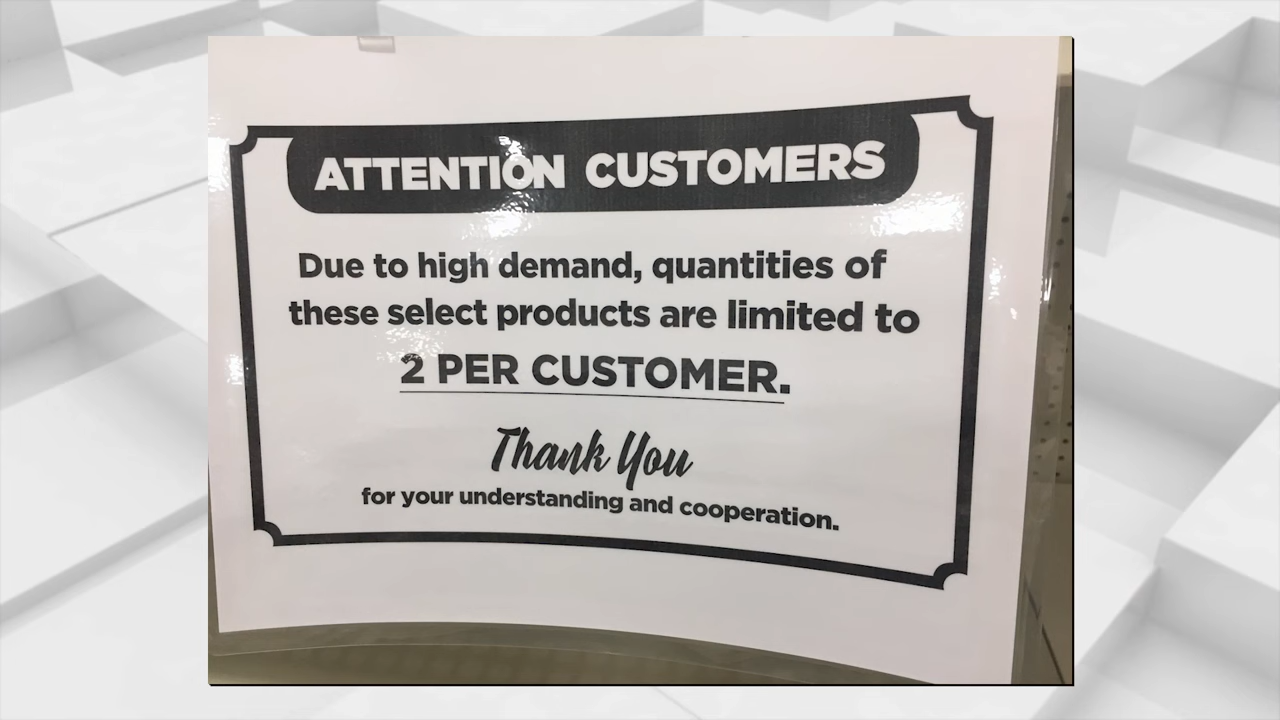 ATTENTION CUSTOMERS
Due to high demand, quantities of
these select products are limited to
2 PER CUSTOMER.
Thank You
for your understanding and cooperation.